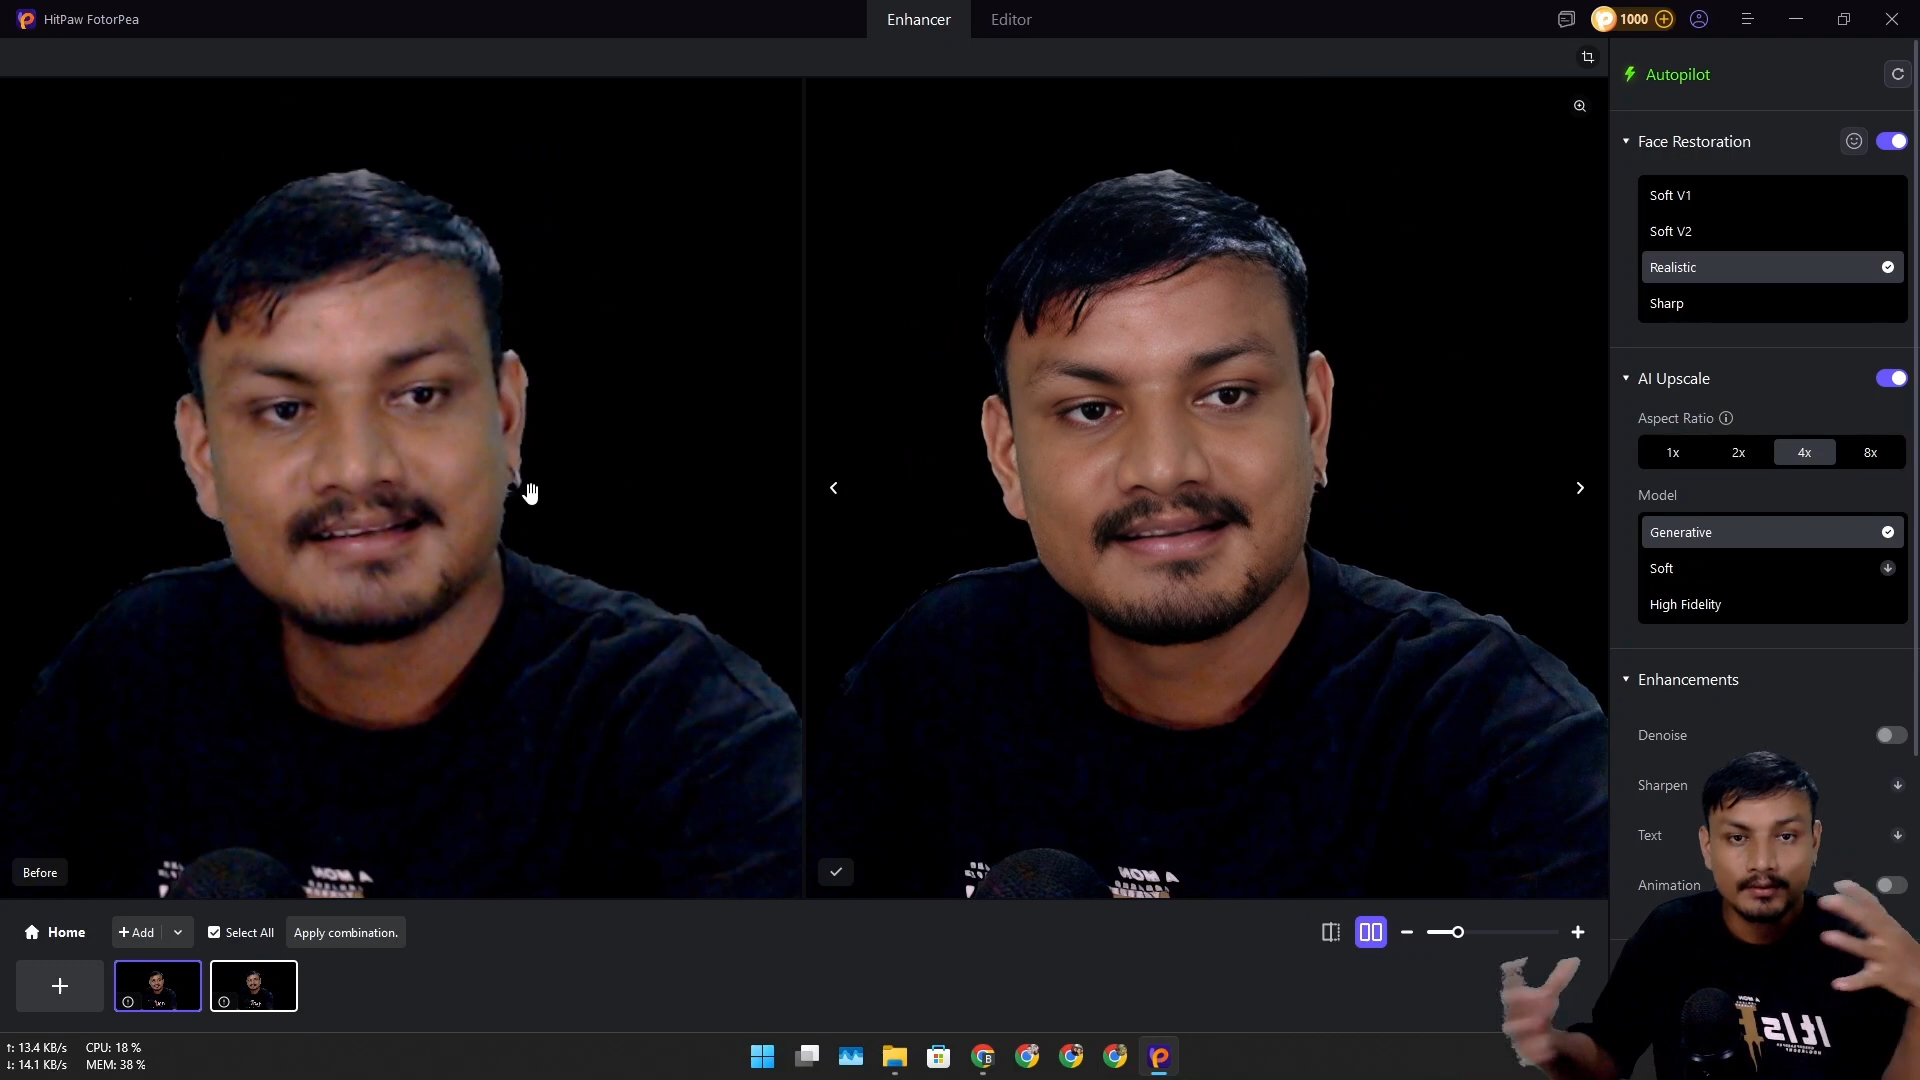 HitPaw FotorPea
Enhancer
Editor
1000
Autopilot
Face Restoration
Soft V1
Soft V2
Realistic
Sharp
AI Upscale
Aspect Ratio
1x
2x
4x
8x
Model
Generative
Soft
High Fidelity
Enhancements
Denoise
Sharpen
Text
Animation
Before
Home
Add
Select All
Apply combination.
↑: 13.4 KB/s
CPU: 18 %
↓: 14.1 KB/s
MEM: 38 %